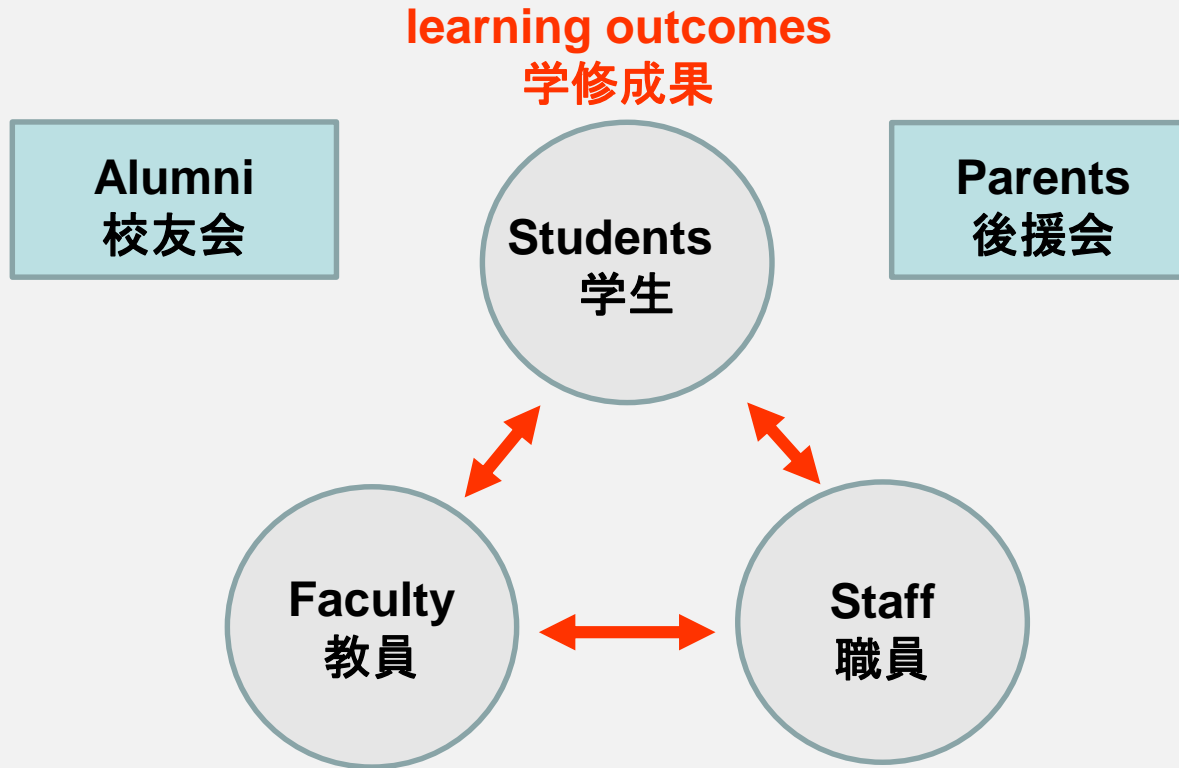 learning outcomes
学修成果
Alumni
校友会
Students
学生
Parents
後援会
Faculty
教員
Staff
職員